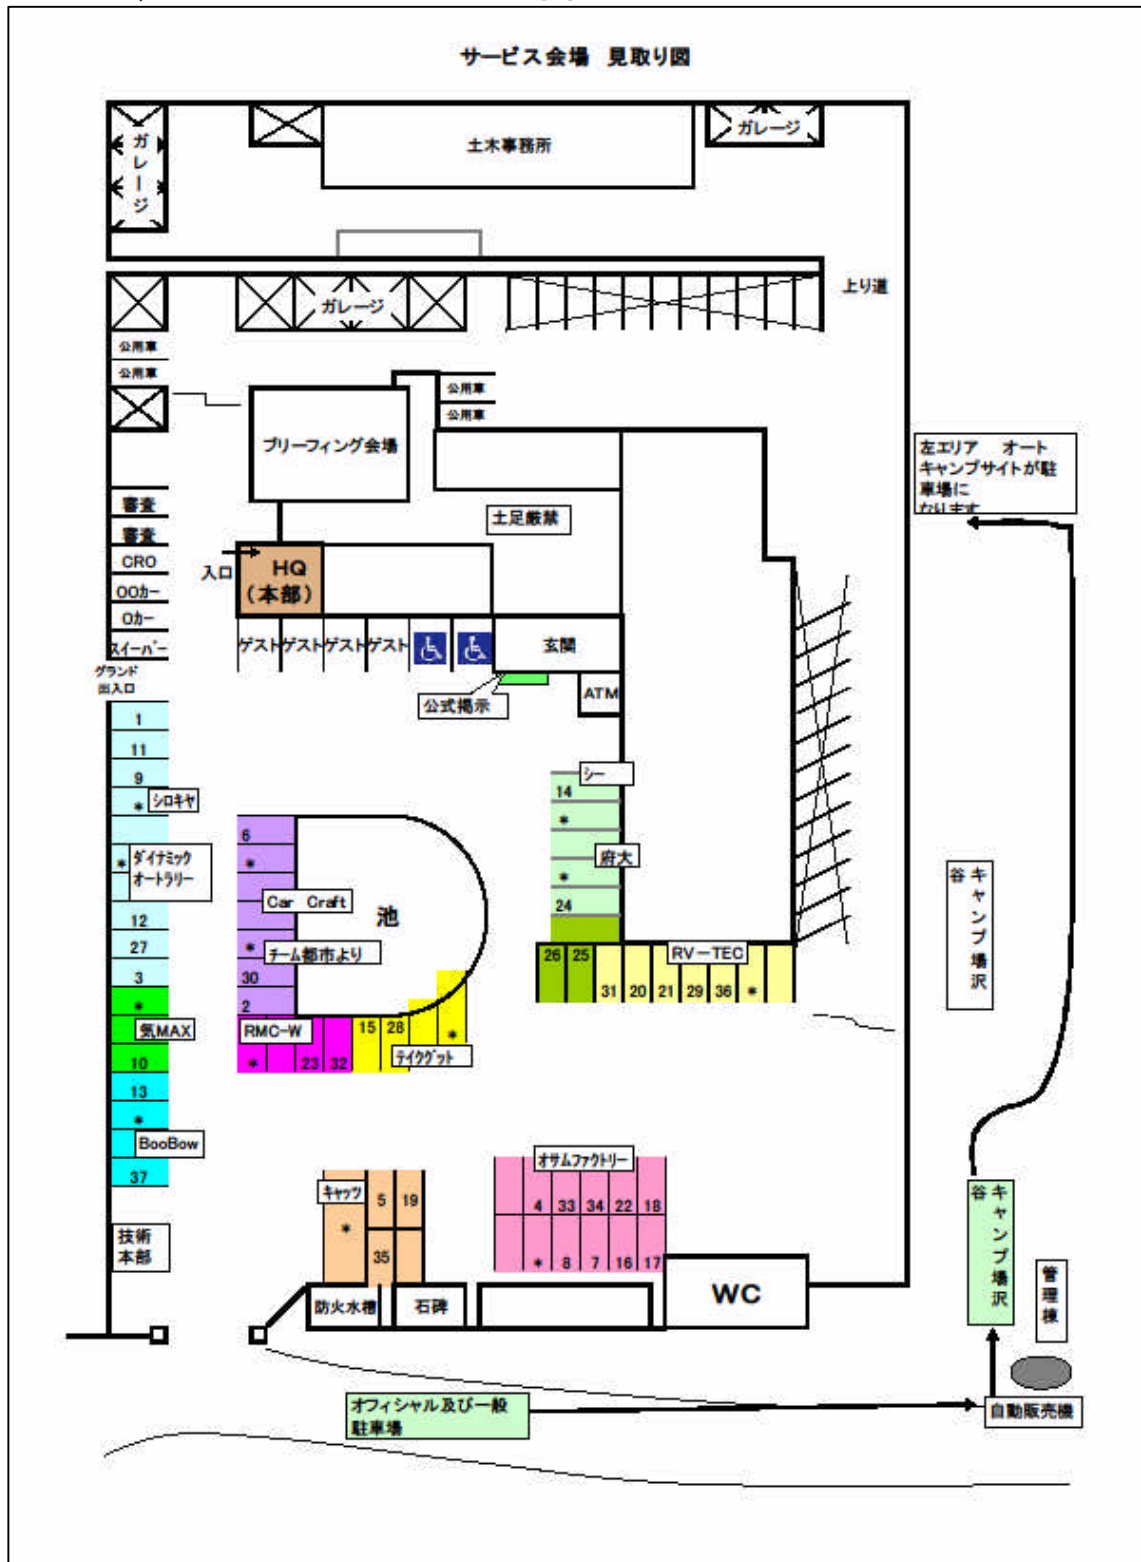 サービス会場 見取り図
ガレージ
土木事務所
ガレージ
上り道
ガレージ
公用車
公用車
公用車
公用車
ブリーフィング会場
左エリア オート
キャンプサイトが駐
車場に
なります
審査
審査
CRO
OOカー
Oカー
スイーパー
土足厳禁
入口
HQ
(本部)
ゲスト
ゲスト
ゲスト
ゲスト
玄関
グランド
出入口
公式掲示
ATM
1
11
9
*
シロキヤ
*
ダイナミック
オートラリー
12
27
3
*
気MAX
10
13
*
BooBow
37
6
*
Car Craft
*
チーム都市より
30
2
池
RMC-W
*
23
32
15
28
*
テイクグット
シー
14
*
府大
*
24
26
25
RV-TEC
31
20
21
29
36
*
キャンプ場沢
谷
キャッツ
*
5
19
35
オサムファクトリー
4
33
34
22
18
*
8
7
16
17
技術
本部
防火水槽
石碑
WC
キャンプ場沢
谷
管理棟
オフィシャル及び一般
駐車場
自動販売機